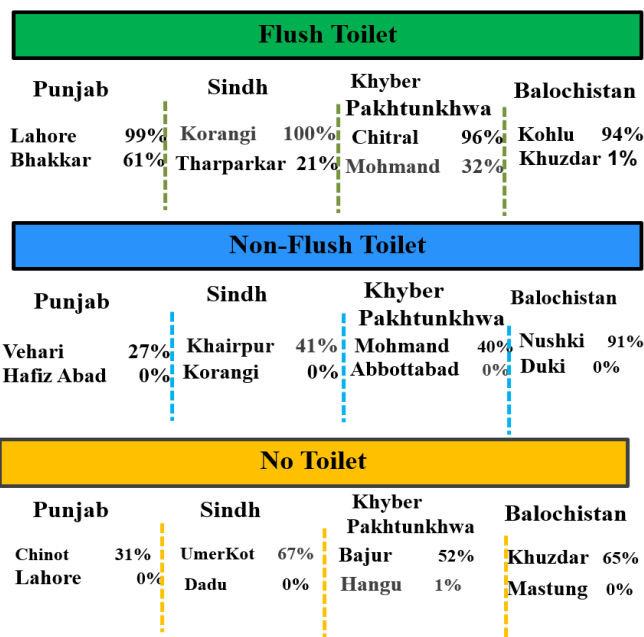 Flush Toilet
Punjab
Lahore 99%
Bhakkar 61%
Sindh
Korangi 100%
Tharparkar 21%
Khyber
Pakhtunkhwa
Chitral 96%
Mohmand 32%
Balochistan
Kohlu 94%
Khuzdar 1%
Non-Flush Toilet
Punjab
Vehari 27%
Hafiz Abad 0%
Sindh
Khairpur 41%
Korangi 0%
Khyber
Pakhtunkhwa
Mohmand 40%
Abbottabad 0%
Balochistan
Nushki 91%
Duki 0%
No Toilet
Punjab
Chinot 31%
Lahore 0%
Sindh
UmerKot 67%
Dadu 0%
Khyber
Pakhtunkhwa
Bajur 52%
Hangu 1%
Balochistan
Khuzdar 65%
Mastung 0%